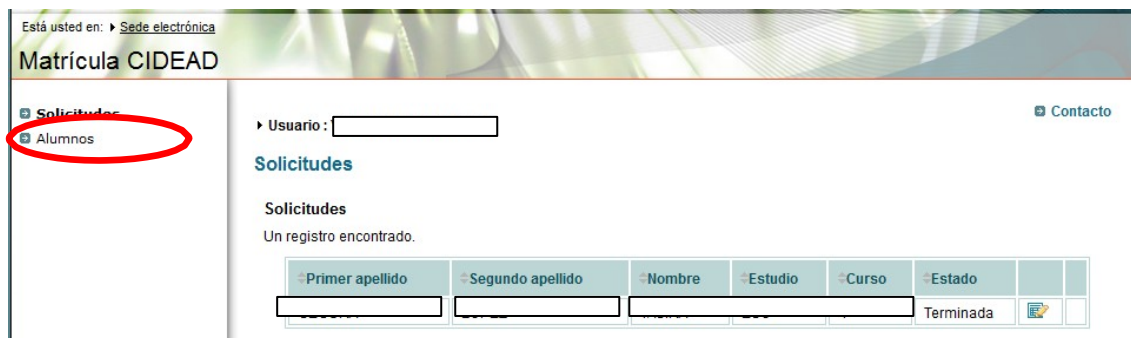 Está usted en: Sede electrónica
Matrícula CIDEAD
Solicitudes
Alumnos
Contacto
Usuario :
Solicitudes
Solicitudes
Un registro encontrado.
Primer apellido Segundo apellido Nombre Estudio Curso Estado
Terminada